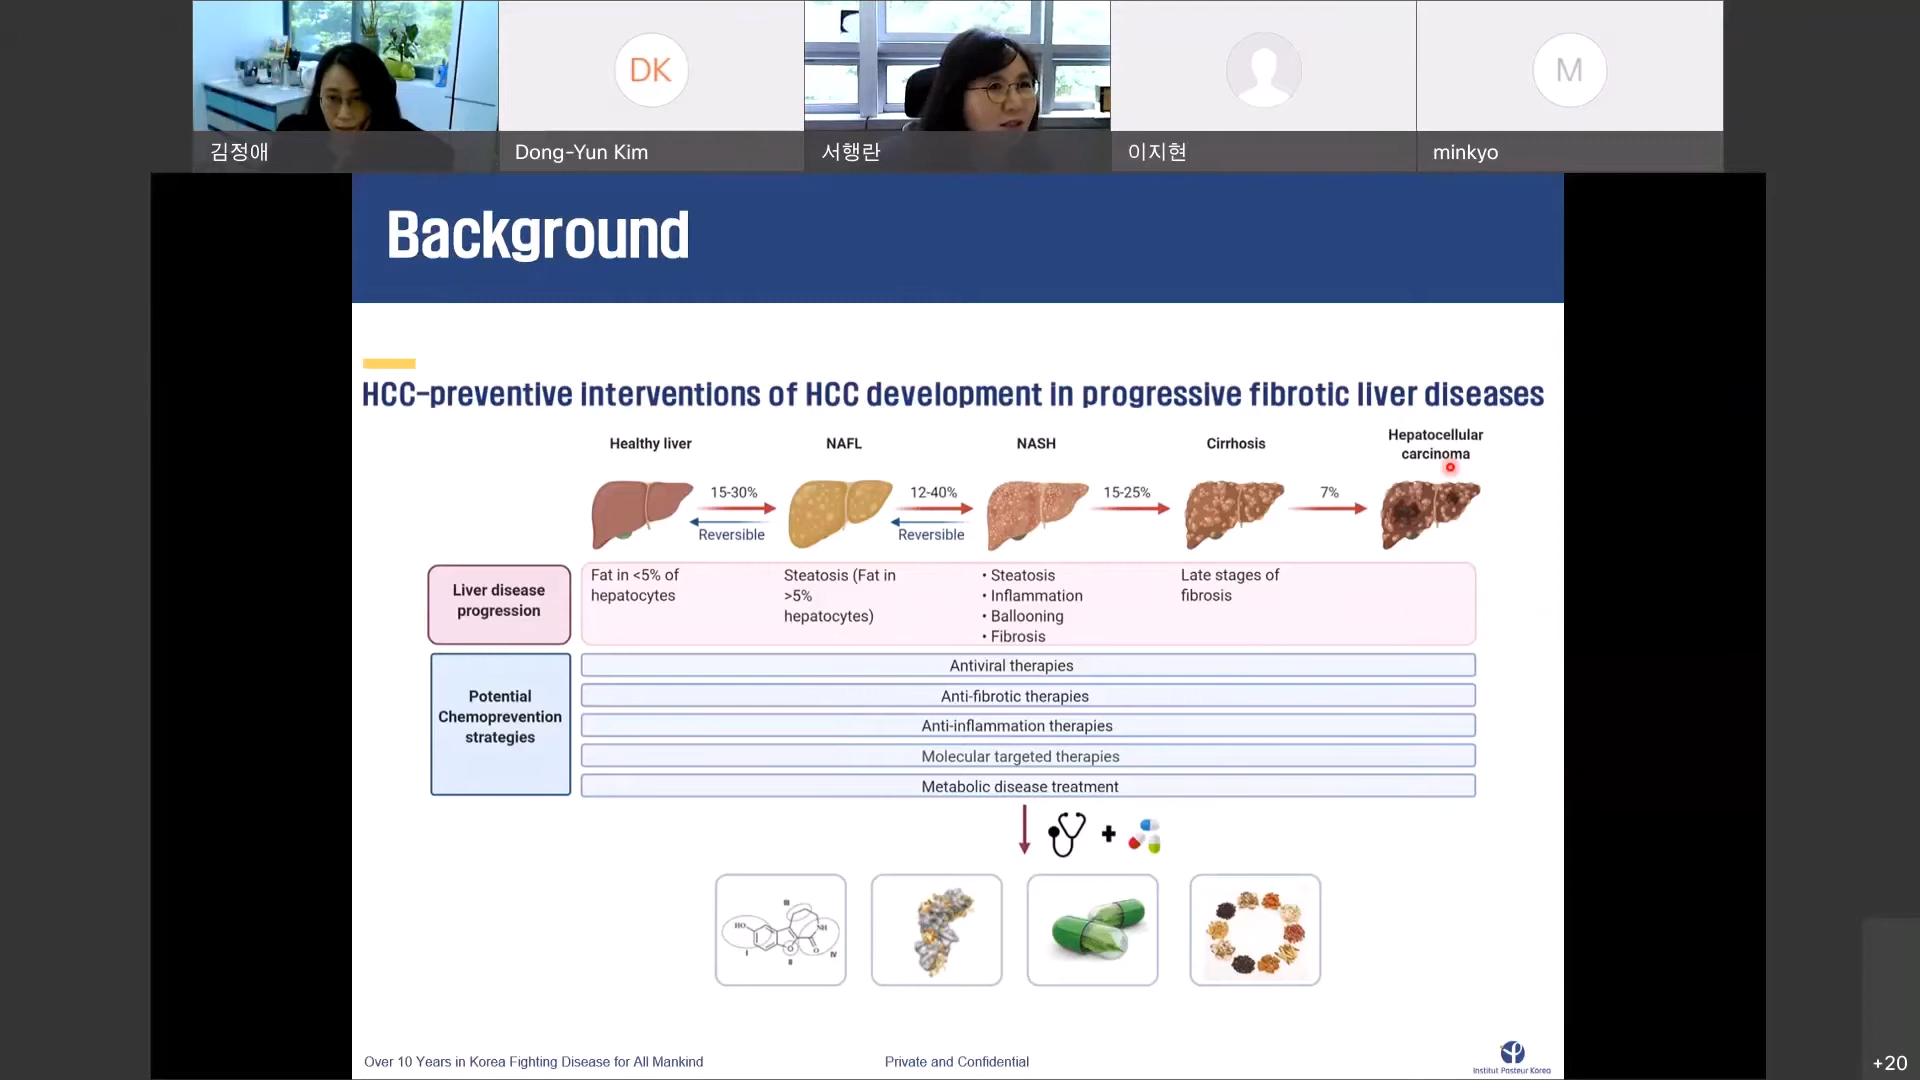 DK
M
김정애
Dong-Yun Kim
서행란
이지현
minkyo
Background
HCC-preventive interventions of HCC development in progressive fibrotic liver diseases
Healthy liver
NAFL
NASH
Cirrhosis
Hepatocellular
carcinoma
15-30%
12-40%
15-25%
7%
Reversible
Reversible
Liver disease
progression
Fat in <5% of
hepatocytes
Steatosis (Fat in
>5%
hepatocytes)
• Steatosis
• Inflammation
• Ballooning
• Fibrosis
Late stages of
fibrosis
Potential
Chemoprevention
strategies
Antiviral therapies
Anti-fibrotic therapies
Anti-inflammation therapies
Molecular targeted therapies
Metabolic disease treatment
III
HO
NH
O
O
I
II
IV
Over 10 Years in Korea Fighting Disease for All Mankind
Private and Confidential
Institut Pasteur Korea
+20